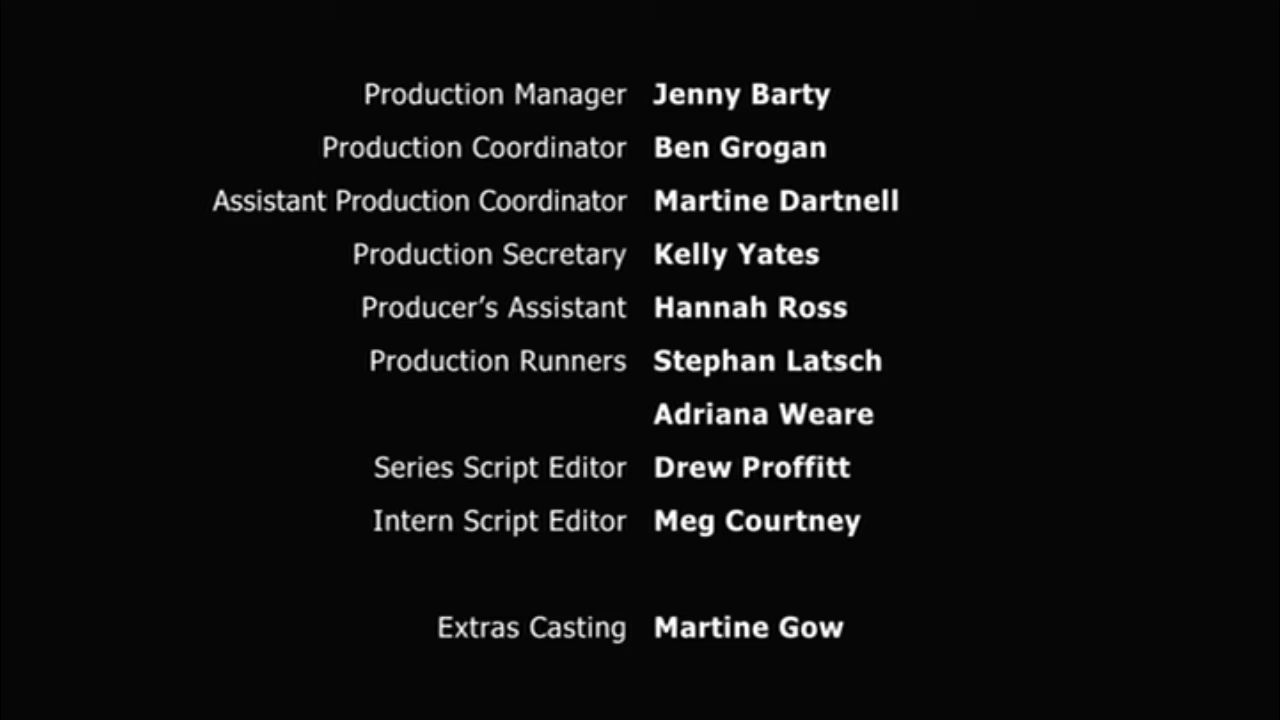 Production Manager Jenny Barty
Production Coordinator Ben Grogan
Assistant Production Coordinator Martine Dartnell
Production Secretary Kelly Yates
Producer’s Assistant Hannah Ross
Production Runners Stephan Latsch
Adriana Weare
Series Script Editor Drew Proffitt
Intern Script Editor Meg Courtney
Extras Casting Martine Gow